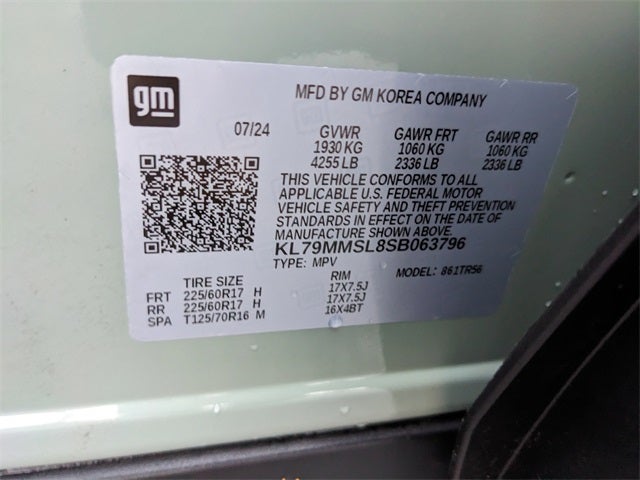 gm
MFD BY GM KOREA COMPANY
07/24 GVWR GAWR FRT GAWR RR
1930 KG 1060 KG 1060 KG
4255 LB 2336 LB 2336 LB
THIS VEHICLE CONFORMS TO ALL
APPLICABLE U.S. FEDERAL MOTOR
VEHICLE SAFETY AND THEFT PREVENTION
STANDARDS IN EFFECT ON THE DATE OF
MANUFACTURE SHOWN ABOVE.
KL79MMSL8SB063796
TYPE: MPV MODEL: 861TR56
TIRE SIZE RIM
FRT 225/60R17 H 17X7.5J
RR 225/60R17 H 17X7.5J
SPA T125/70R16 M 16X4BT